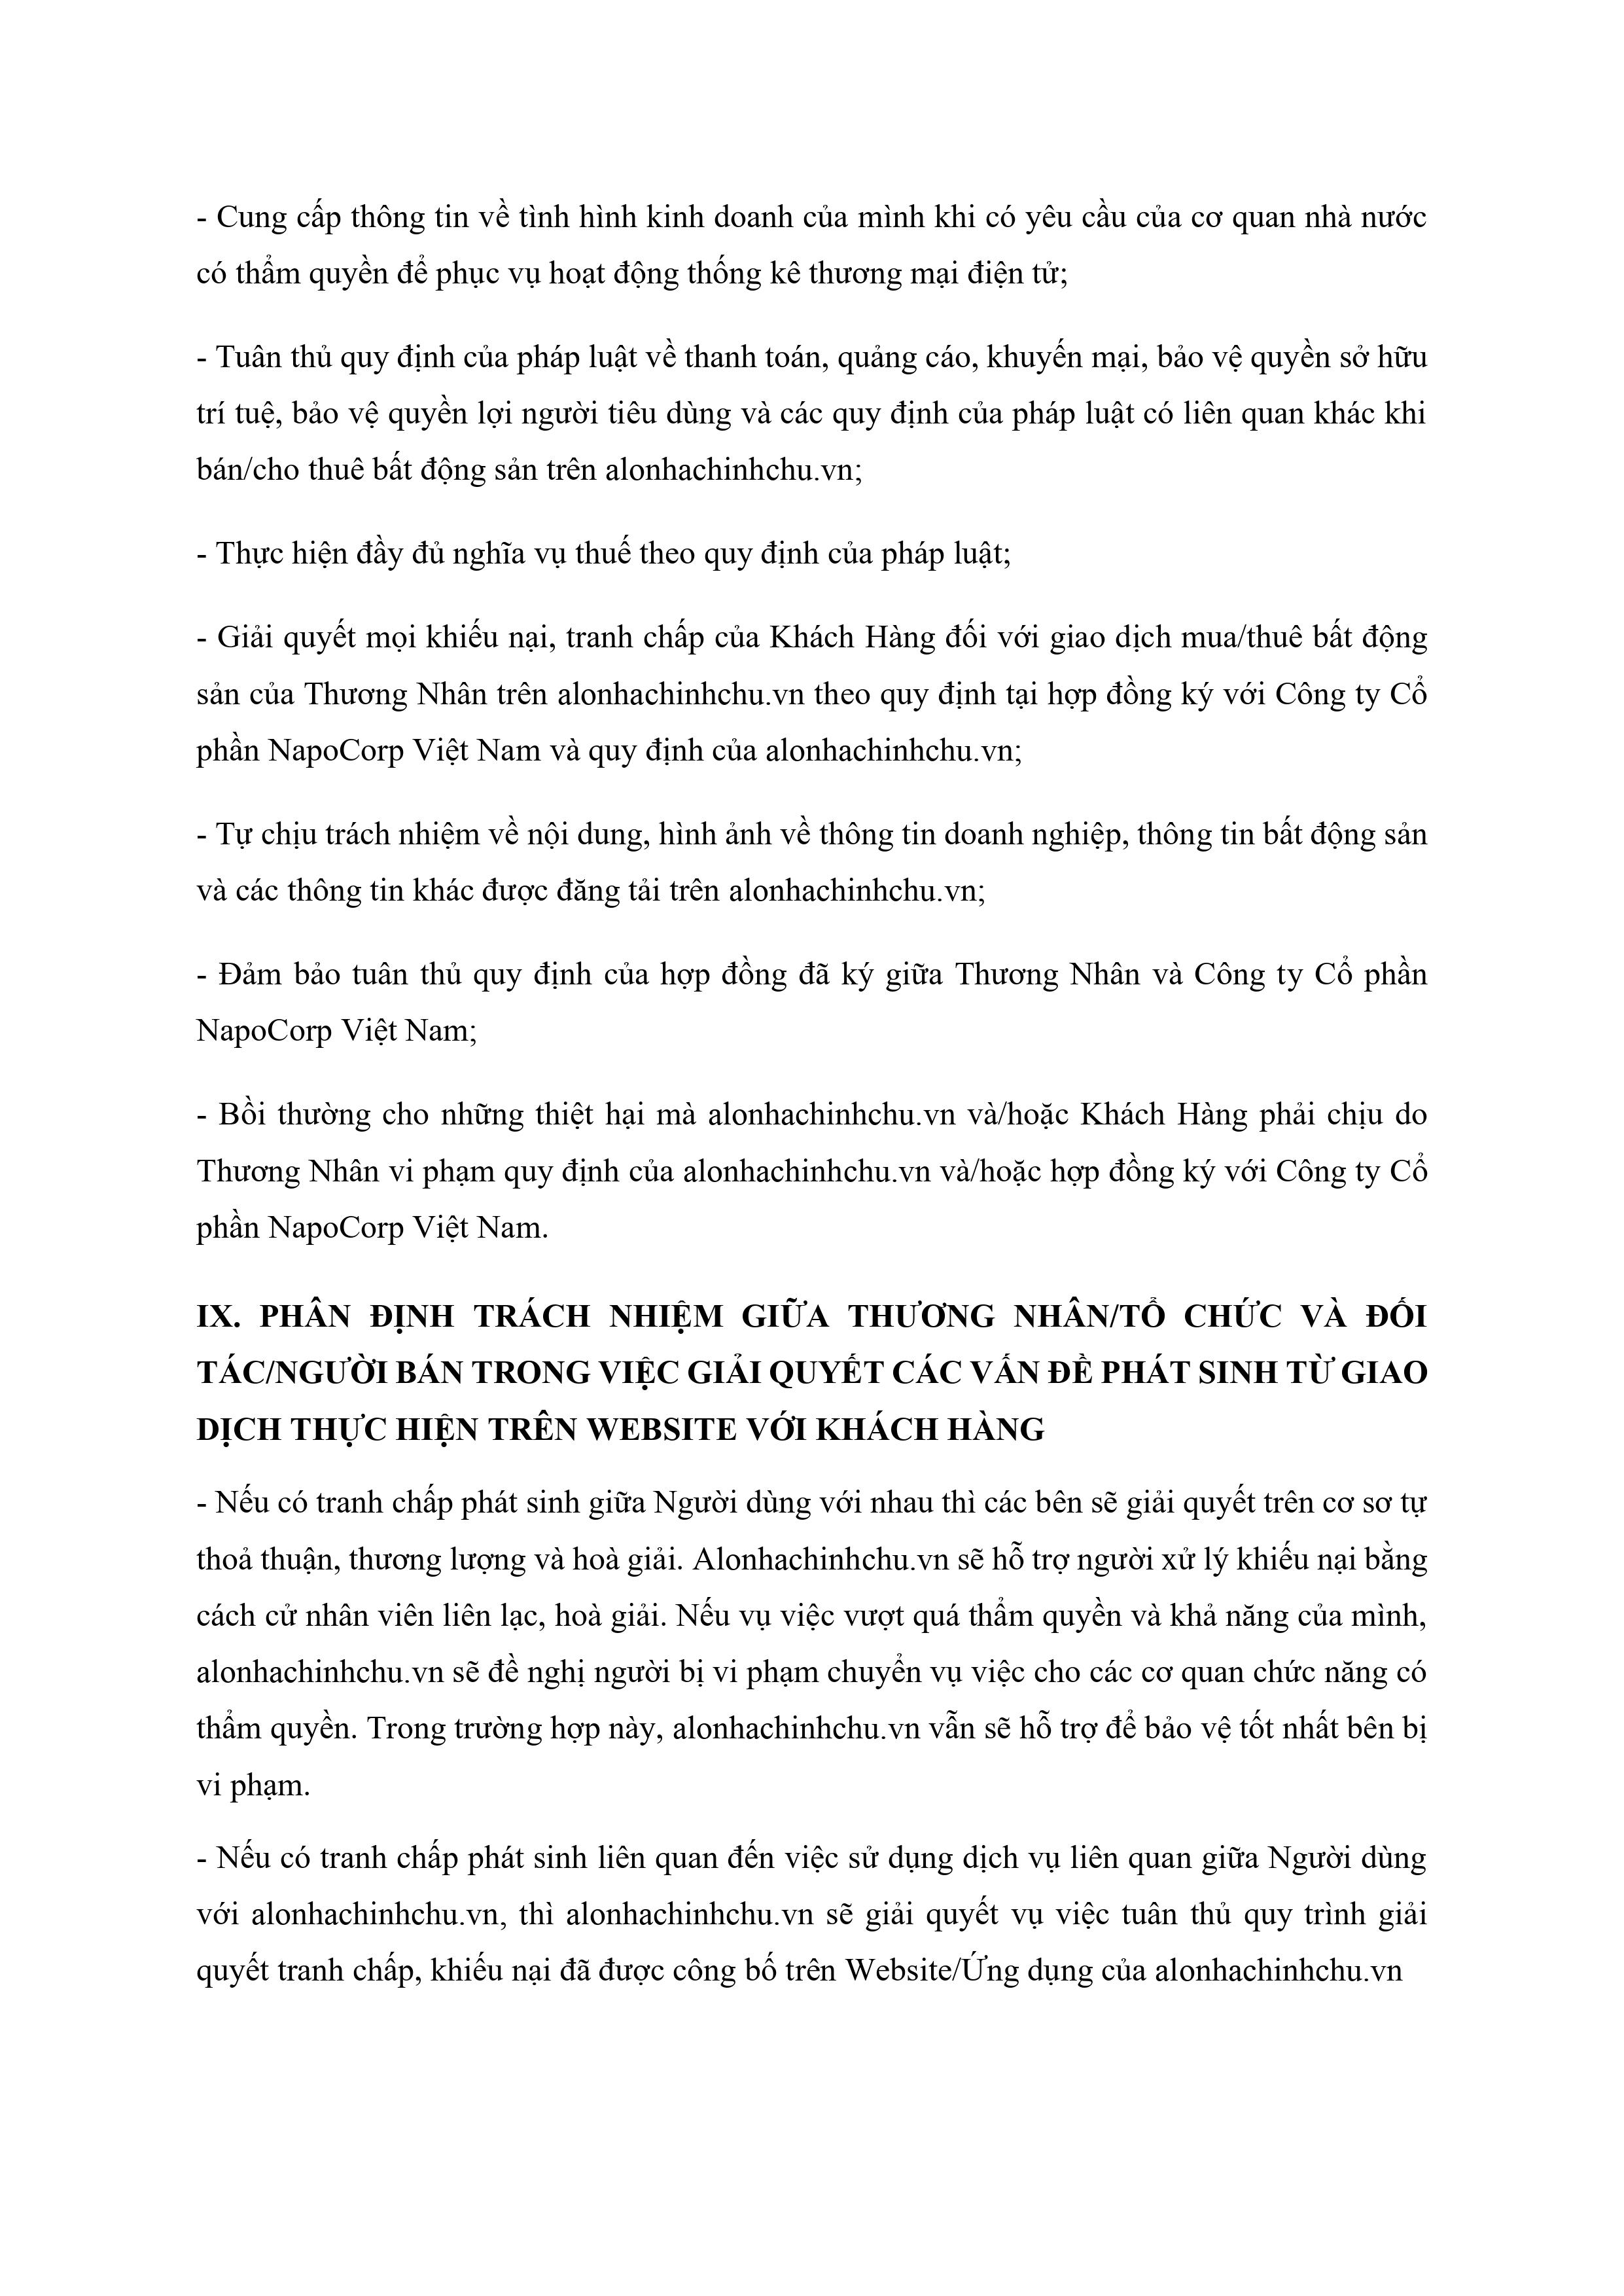 - Cung cấp thông tin về tình hình kinh doanh của mình khi có yêu cầu của cơ quan nhà nước
có thẩm quyền để phục vụ hoạt động thống kê thương mại điện tử;
- Tuân thủ quy định của pháp luật về thanh toán, quảng cáo, khuyến mại, bảo vệ quyền sở hữu
trí tuệ, bảo vệ quyền lợi người tiêu dùng và các quy định của pháp luật có liên quan khác khi
bán/cho thuê bất động sản trên alonhachinhchu.vn;
- Thực hiện đầy đủ nghĩa vụ thuế theo quy định của pháp luật;
- Giải quyết mọi khiếu nại, tranh chấp của Khách Hàng đối với giao dịch mua/thuê bất động
sản của Thương Nhân trên alonhachinhchu.vn theo quy định tại hợp đồng ký với Công ty Cổ
phần NapoCorp Việt Nam và quy định của alonhachinhchu.vn;
- Tự chịu trách nhiệm về nội dung, hình ảnh về thông tin doanh nghiệp, thông tin bất động sản
và các thông tin khác được đăng tải trên alonhachinhchu.vn;
- Đảm bảo tuân thủ quy định của hợp đồng đã ký giữa Thương Nhân và Công ty Cổ phần
NapoCorp Việt Nam;
- Bồi thường cho những thiệt hại mà alonhachinhchu.vn và/hoặc Khách Hàng phải chịu do
Thương Nhân vi phạm quy định của alonhachinhchu.vn và/hoặc hợp đồng ký với Công ty Cổ
phần NapoCorp Việt Nam.
IX. PHÂN ĐỊNH TRÁCH NHIỆM GIỮA THƯƠNG NHÂN/TỔ CHỨC VÀ ĐỐI
TÁC/NGƯỜI BÁN TRONG VIỆC GIẢI QUYẾT CÁC VẤN ĐỀ PHÁT SINH TỪ GIAO
DỊCH THỰC HIỆN TRÊN WEBSITE VỚI KHÁCH HÀNG
- Nếu có tranh chấp phát sinh giữa Người dùng với nhau thì các bên sẽ giải quyết trên cơ sơ tự
thoả thuận, thương lượng và hoà giải. Alonhachinhchu.vn sẽ hỗ trợ người xử lý khiếu nại bằng
cách cử nhân viên liên lạc, hoà giải. Nếu vụ việc vượt quá thẩm quyền và khả năng của mình,
alonhachinhchu.vn sẽ đề nghị người bị vi phạm chuyển vụ việc cho các cơ quan chức năng có
thẩm quyền. Trong trường hợp này, alonhachinhchu.vn vẫn sẽ hỗ trợ để bảo vệ tốt nhất bên bị
vi phạm.
- Nếu có tranh chấp phát sinh liên quan đến việc sử dụng dịch vụ liên quan giữa Người dùng
với alonhachinhchu.vn, thì alonhachinhchu.vn sẽ giải quyết vụ việc tuân thủ quy trình giải
quyết tranh chấp, khiếu nại đã được công bố trên Website/Ứng dụng của alonhachinhchu.vn